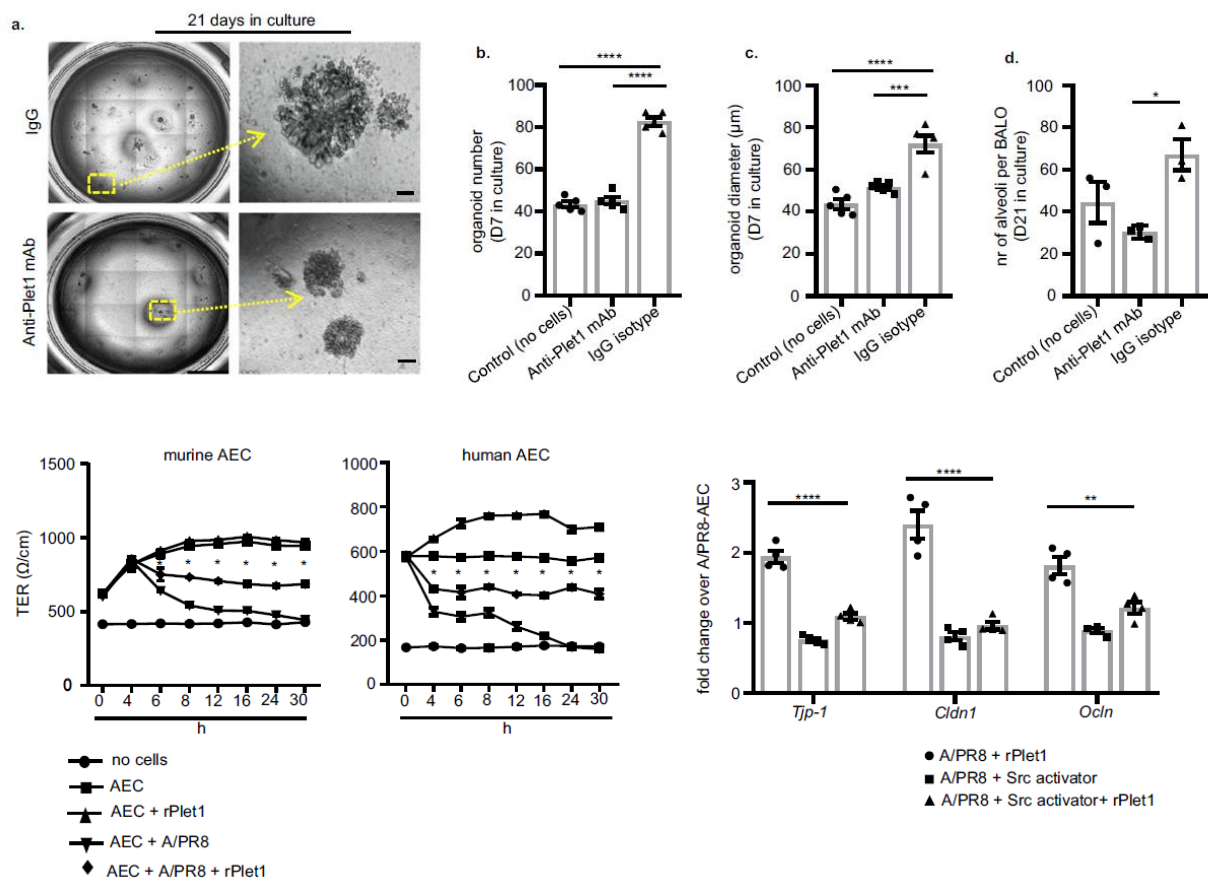 a.
21 days in culture
IgG
Anti-Plet1 mAb
b.
****
****
organoid number
(D7 in culture)
100
80
60
40
20
0
Control (no cells)
Anti-Plet1 mAb
IgG isotype
c.
****
***
organoid diameter (μm)
(D7 in culture)
100
80
60
40
20
0
Control (no cells)
Anti-Plet1 mAb
IgG isotype
d.
*
nr of alveoli per BALO
(D21 in culture)
100
80
60
40
20
0
Control (no cells)
Anti-Plet1 mAb
IgG isotype
murine AEC
TER (Ω/cm)
1500
1000
500
0
* * * * * * *
0 4 6 8 12 16 24 30
h
human AEC
1000
800
600
400
200
0
* * * * * * *
0 4 6 8 12 16 24 30
h
no cells
AEC
AEC + rPlet1
AEC + A/PR8
AEC + A/PR8 + rPlet1
fold change over A/PR8-AEC
3
2
1
0
****
****
**
Tjp-1 Cldn1 Ocln
A/PR8 + rPlet1
A/PR8 + Src activator
A/PR8 + Src activator+ rPlet1